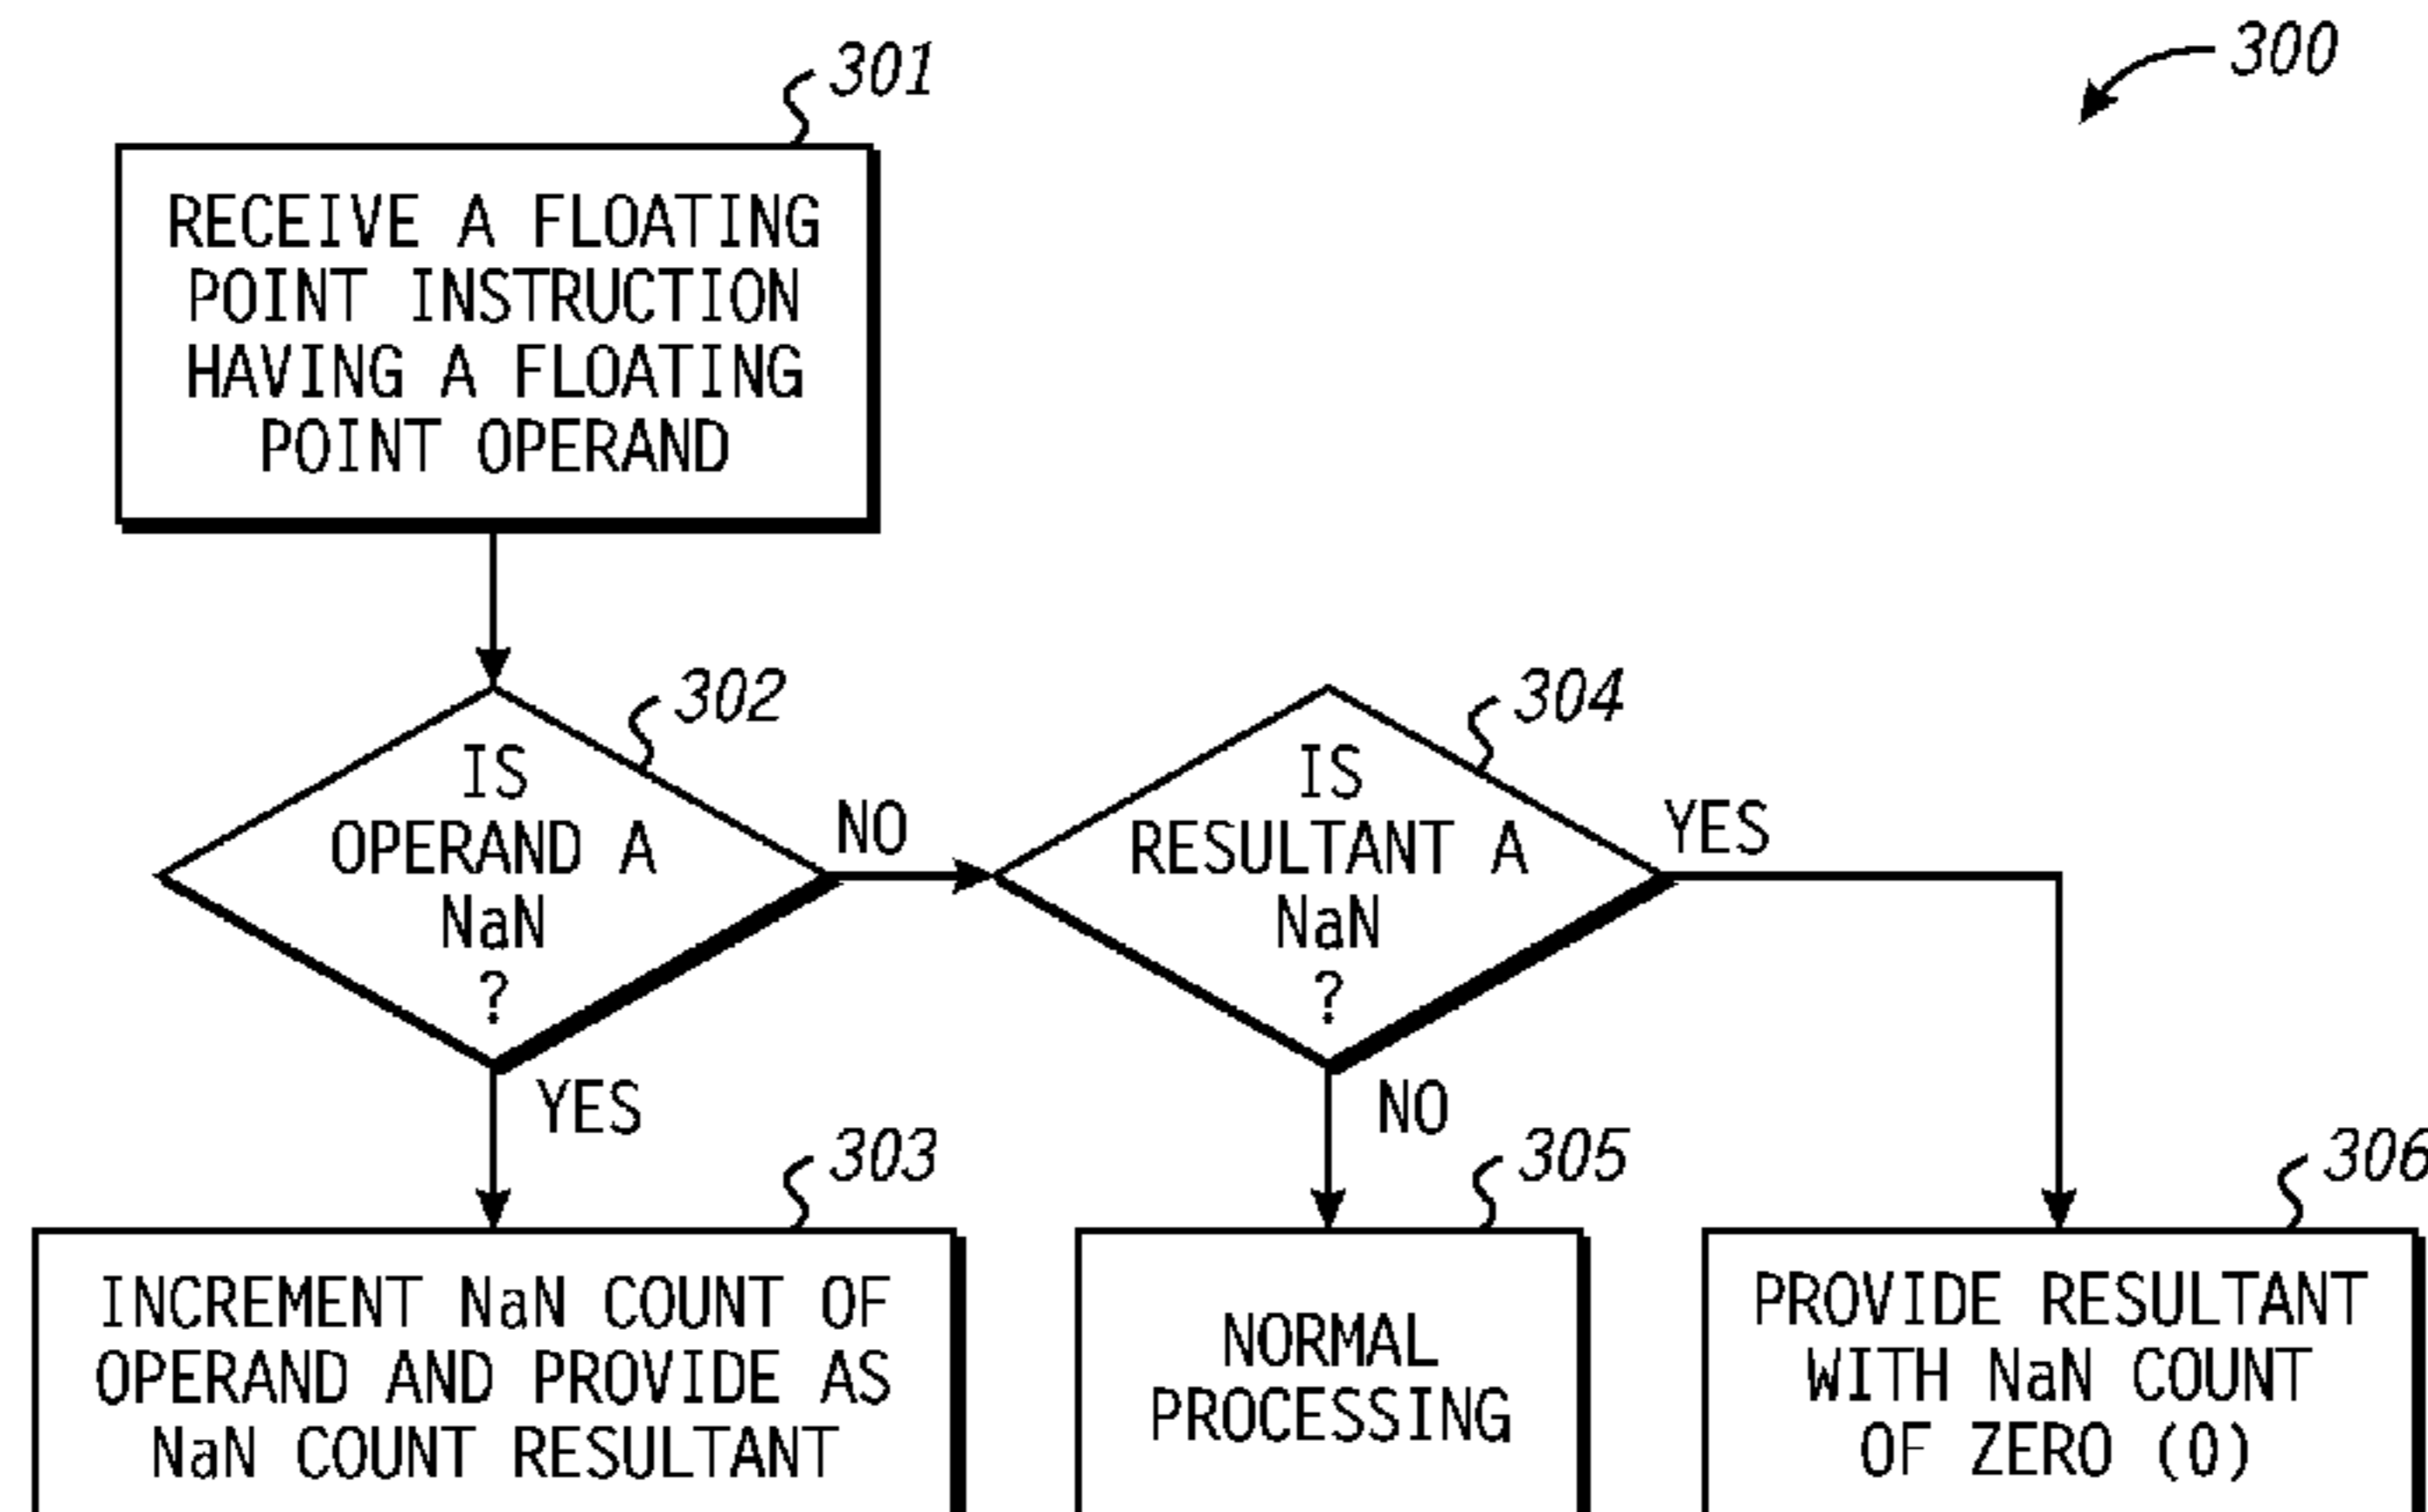 301
300
RECEIVE A FLOATING
POINT INSTRUCTION
HAVING A FLOATING
POINT OPERAND
302
IS
OPERAND A
NaN
?
NO
YES
304
IS
RESULTANT A
NaN
?
YES
NO
303
INCREMENT NaN COUNT OF
OPERAND AND PROVIDE AS
NaN COUNT RESULTANT
305
NORMAL
PROCESSING
306
PROVIDE RESULTANT
WITH NaN COUNT
OF ZERO (0)